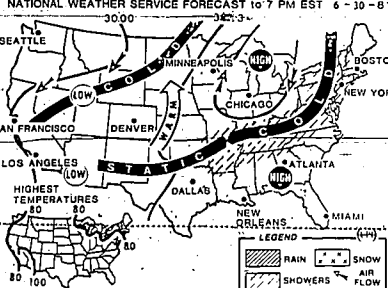 NATIONAL WEATHER SERVICE FORECAST to 7 PM EST 6-30-8
30.00
SEATTLE
COLD
MINNEAPOLIS
HIGH
BOSTO
LOW
WARM
CHICAGO
COLD
NEW YOR
AN FRANCISCO
DENVER
LOS ANGELES
LOW
STATIC
ATLANTA
HIGH
DALLAS
HIGHEST
TEMPERATURES
NEW
ORLEANS
MIAMI
80
80
80
80
100
LEGEND
RAIN
SNOW
SHOWERS
AIR
FLOW